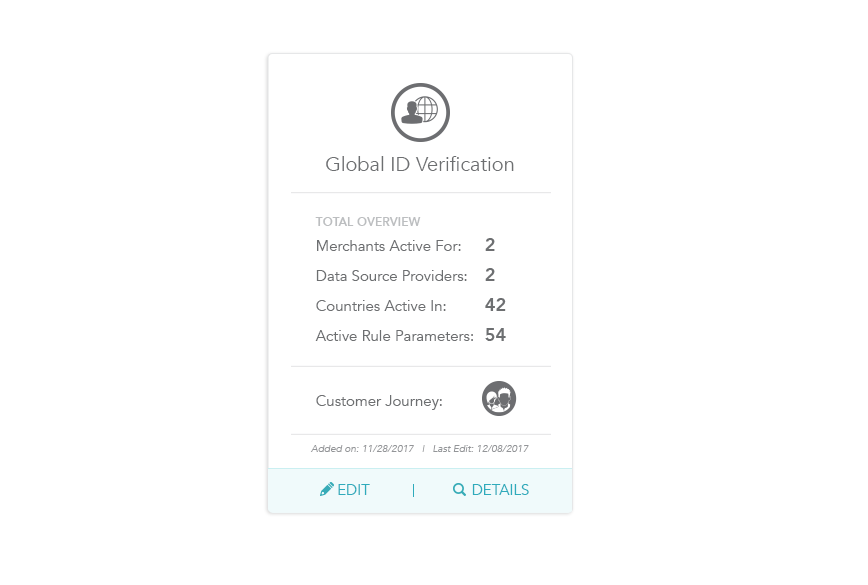 Global ID Verification
TOTAL OVERVIEW
Merchants Active For: 2
Data Source Providers: 2
Countries Active In: 42
Active Rule Parameters: 54
Customer Journey:
Added on: 11/28/2017 | Last Edit: 12/08/2017
EDIT | DETAILS